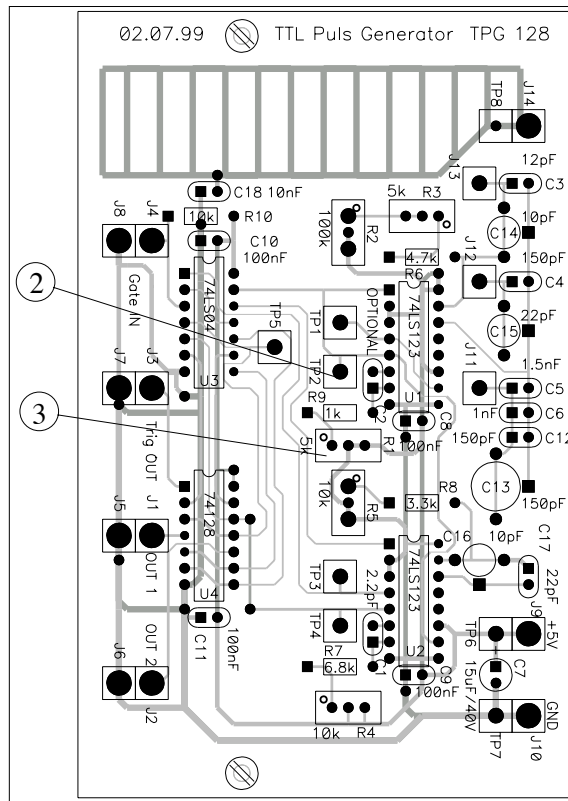 02.07.99 TTL Puls Generator TPG 128
TP8
J14
J13
12pF
C3
C18 10nF
5k R3
10pF
J8
J4
10k
R10
100k
R2
C14
C10
100nF
J12
150pF
4.7k
R6
C4
2
74LS04
TP5
OPTIONAL
74LS123
22pF
Gate IN
TP1
C15
J7
J3
TP2
J11
1.5nF
U3
R9
U1
C5
3
1k
C2
C8
1nF
C6
5k
R1
100nF
150pF
C12
Trig OUT
10k
R5
C13
J5
J1
74128
3.3k
R8
150pF
C16
10pF
C17
OUT 1
TP3
2.2pF
74LS123
22pF
U4
TP4
J9
J6
OUT 2
C11
100nF
R7
U2
TP6
+5V
6.8k
C1
C9
100nF
C7
15uF/40V
J2
10k
R4
TP7
GND
J10